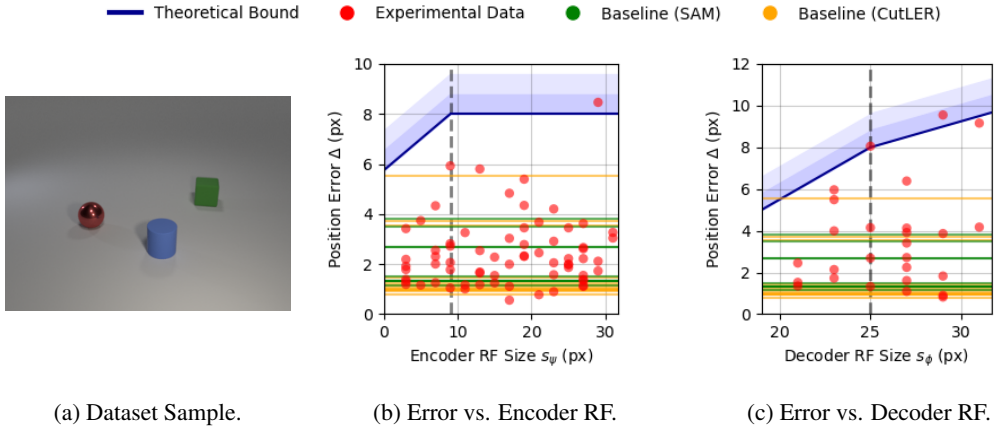 Theoretical Bound Experimental Data Baseline (SAM) Baseline (CutLER)
10
8
6
4
2
0
Position Error Δ (px)
0 10 20 30
Encoder RF Size s_ψ (px)
12
10
8
6
4
2
0
Position Error Δ (px)
20 25 30
Decoder RF Size s_ϕ (px)
(a) Dataset Sample. (b) Error vs. Encoder RF. (c) Error vs. Decoder RF.